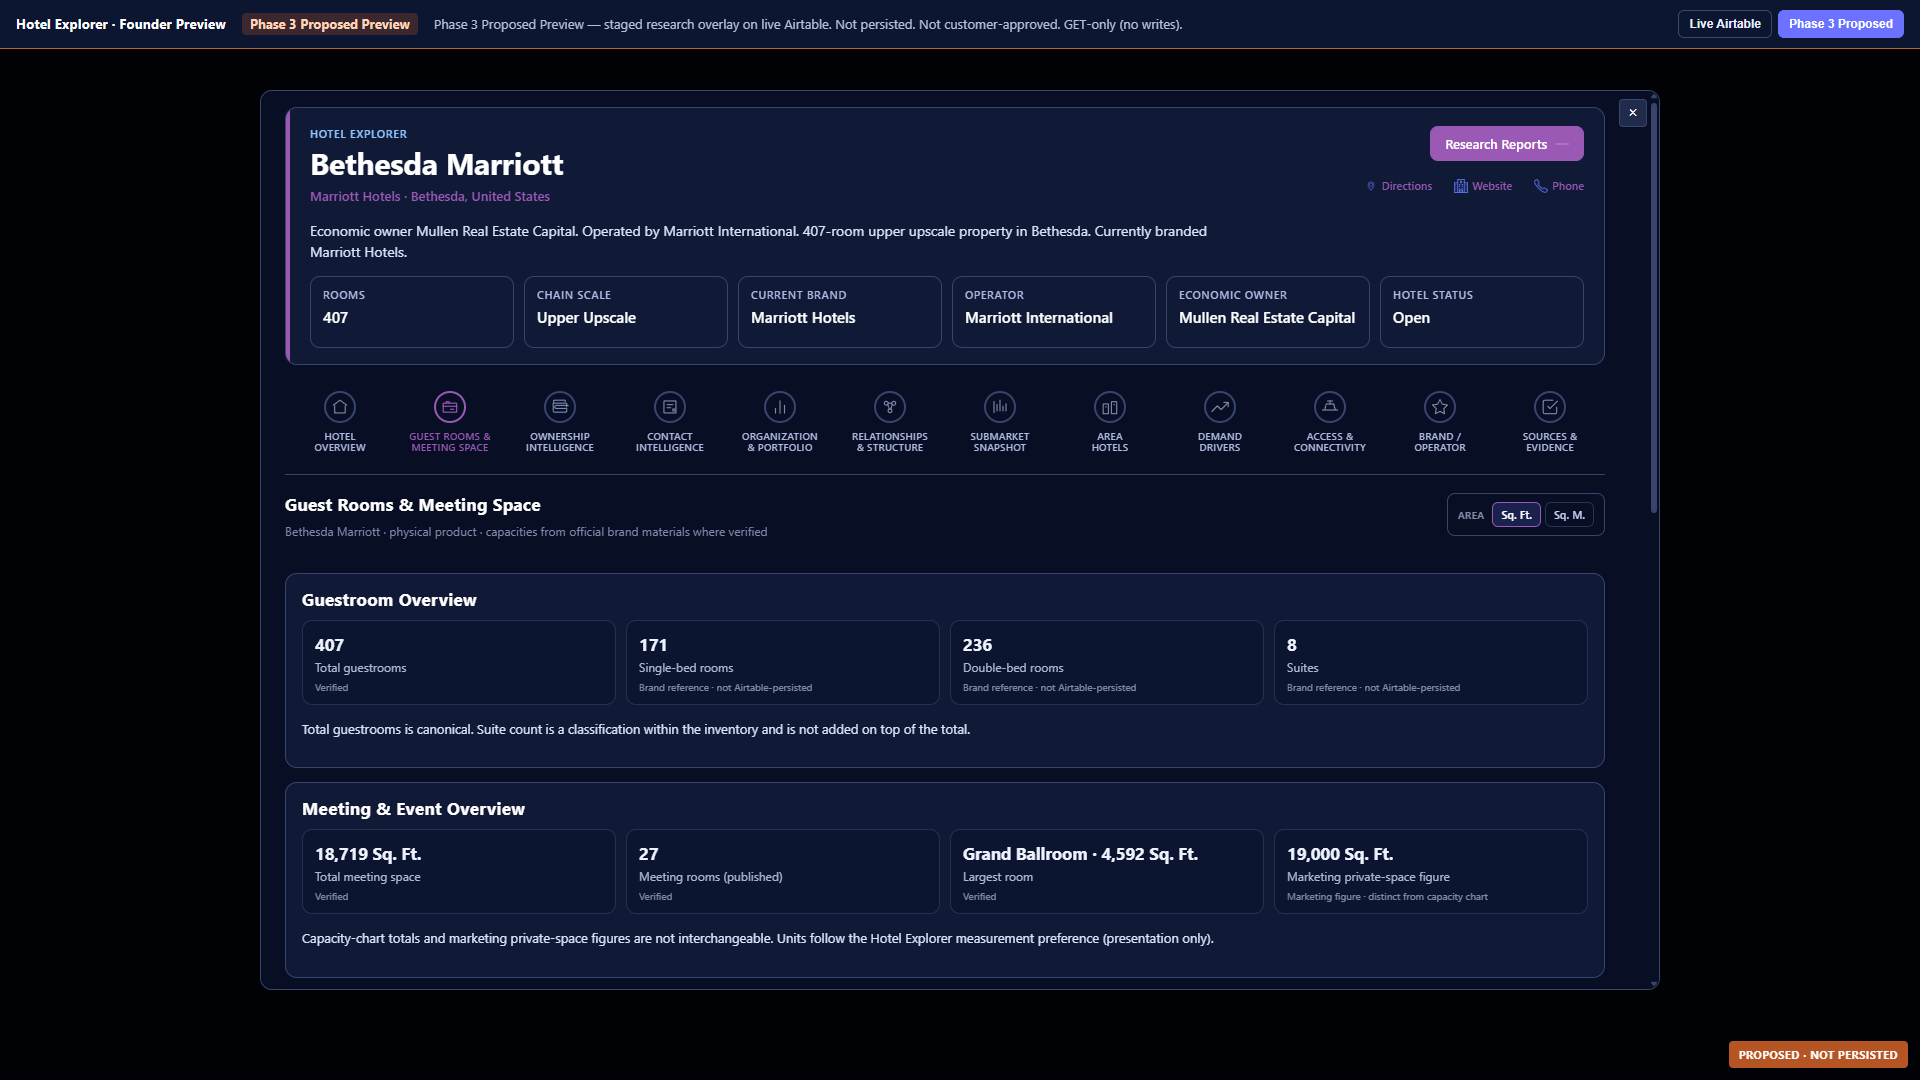 Hotel Explorer · Founder Preview
Phase 3 Proposed Preview
Phase 3 Proposed Preview — staged research overlay on live Airtable. Not persisted. Not customer-approved. GET-only (no writes).
Live Airtable
Phase 3 Proposed
×
HOTEL EXPLORER
Bethesda Marriott
Marriott Hotels · Bethesda, United States
Research Reports —
Directions
Website
Phone
Economic owner Mullen Real Estate Capital. Operated by Marriott International. 407-room upper upscale property in Bethesda. Currently branded
Marriott Hotels.
ROOMS
407
CHAIN SCALE
Upper Upscale
CURRENT BRAND
Marriott Hotels
OPERATOR
Marriott International
ECONOMIC OWNER
Mullen Real Estate Capital
HOTEL STATUS
Open
HOTEL
OVERVIEW
GUEST ROOMS &
MEETING SPACE
OWNERSHIP
INTELLIGENCE
CONTACT
INTELLIGENCE
ORGANIZATION
& PORTFOLIO
RELATIONSHIPS
& STRUCTURE
SUBMARKET
SNAPSHOT
AREA
HOTELS
DEMAND
DRIVERS
ACCESS &
CONNECTIVITY
BRAND /
OPERATOR
SOURCES &
EVIDENCE
Guest Rooms & Meeting Space
Bethesda Marriott · physical product · capacities from official brand materials where verified
AREA
Sq. Ft.
Sq. M.
Guestroom Overview
407
Total guestrooms
Verified
171
Single-bed rooms
Brand reference · not Airtable-persisted
236
Double-bed rooms
Brand reference · not Airtable-persisted
8
Suites
Brand reference · not Airtable-persisted
Total guestrooms is canonical. Suite count is a classification within the inventory and is not added on top of the total.
Meeting & Event Overview
18,719 Sq. Ft.
Total meeting space
Verified
27
Meeting rooms (published)
Verified
Grand Ballroom · 4,592 Sq. Ft.
Largest room
Verified
19,000 Sq. Ft.
Marketing private-space figure
Marketing figure · distinct from capacity chart
Capacity-chart totals and marketing private-space figures are not interchangeable. Units follow the Hotel Explorer measurement preference (presentation only).
PROPOSED · NOT PERSISTED